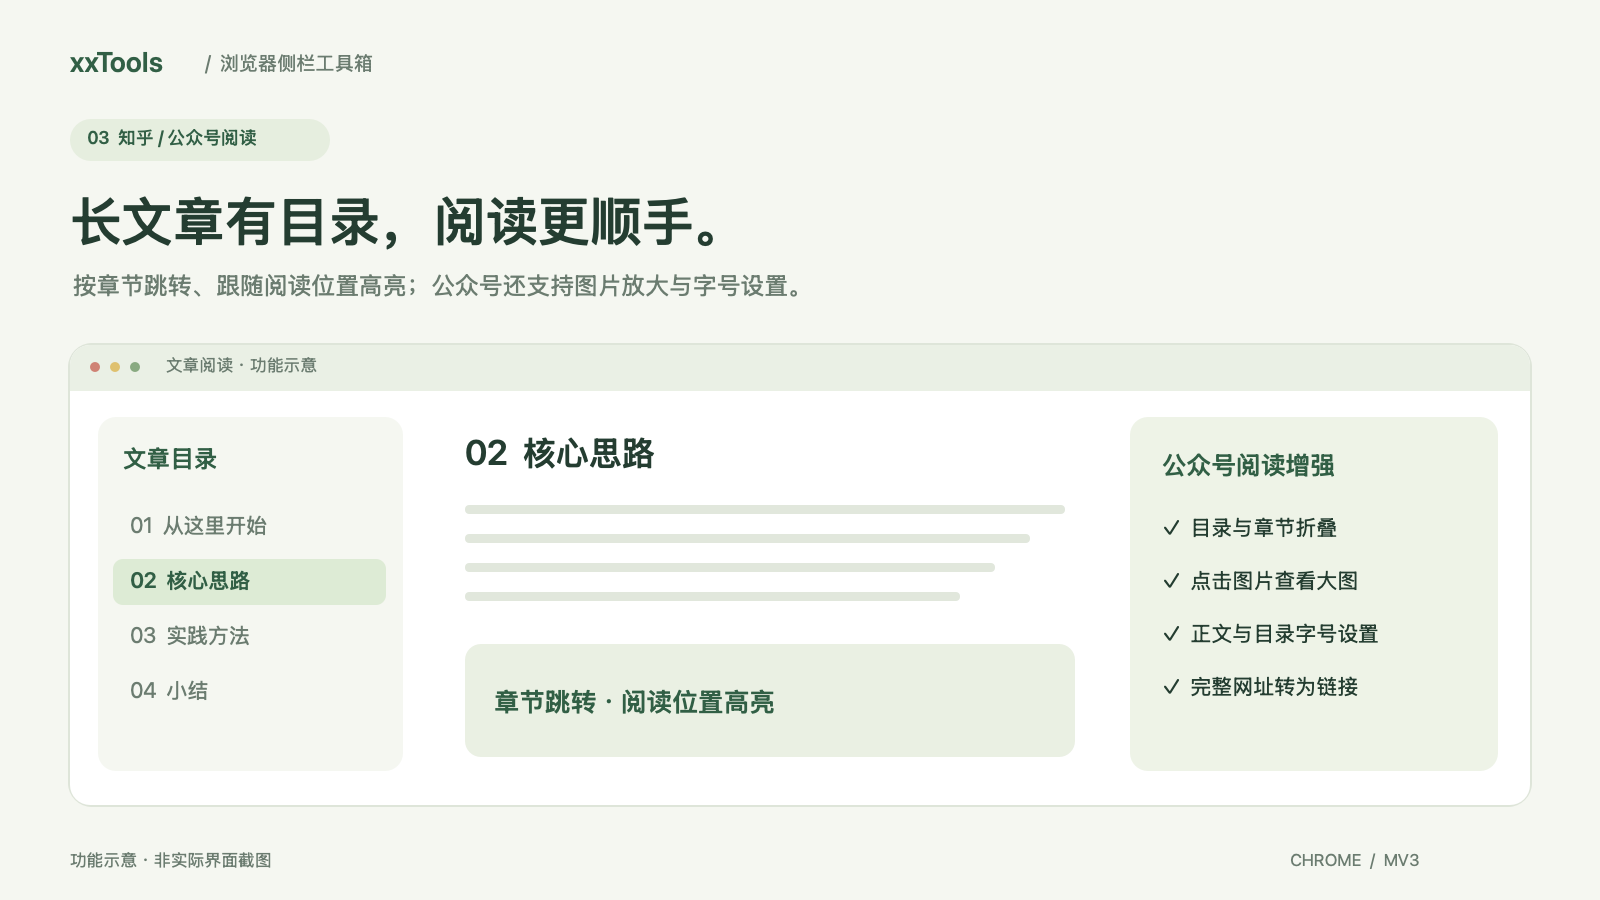 xxTools / 浏览器侧栏工具箱
03 知乎 / 公众号阅读
长文章有目录，阅读更顺手。
按章节跳转、跟随阅读位置高亮；公众号还支持图片放大与字号设置。
文章阅读 · 功能示意
文章目录
01 从这里开始
02 核心思路
03 实践方法
04 小结
02 核心思路
章节跳转 · 阅读位置高亮
公众号阅读增强
✓ 目录与章节折叠
✓ 点击图片查看大图
✓ 正文与目录字号设置
✓ 完整网址转为链接
功能示意 · 非实际界面截图
CHROME / MV3